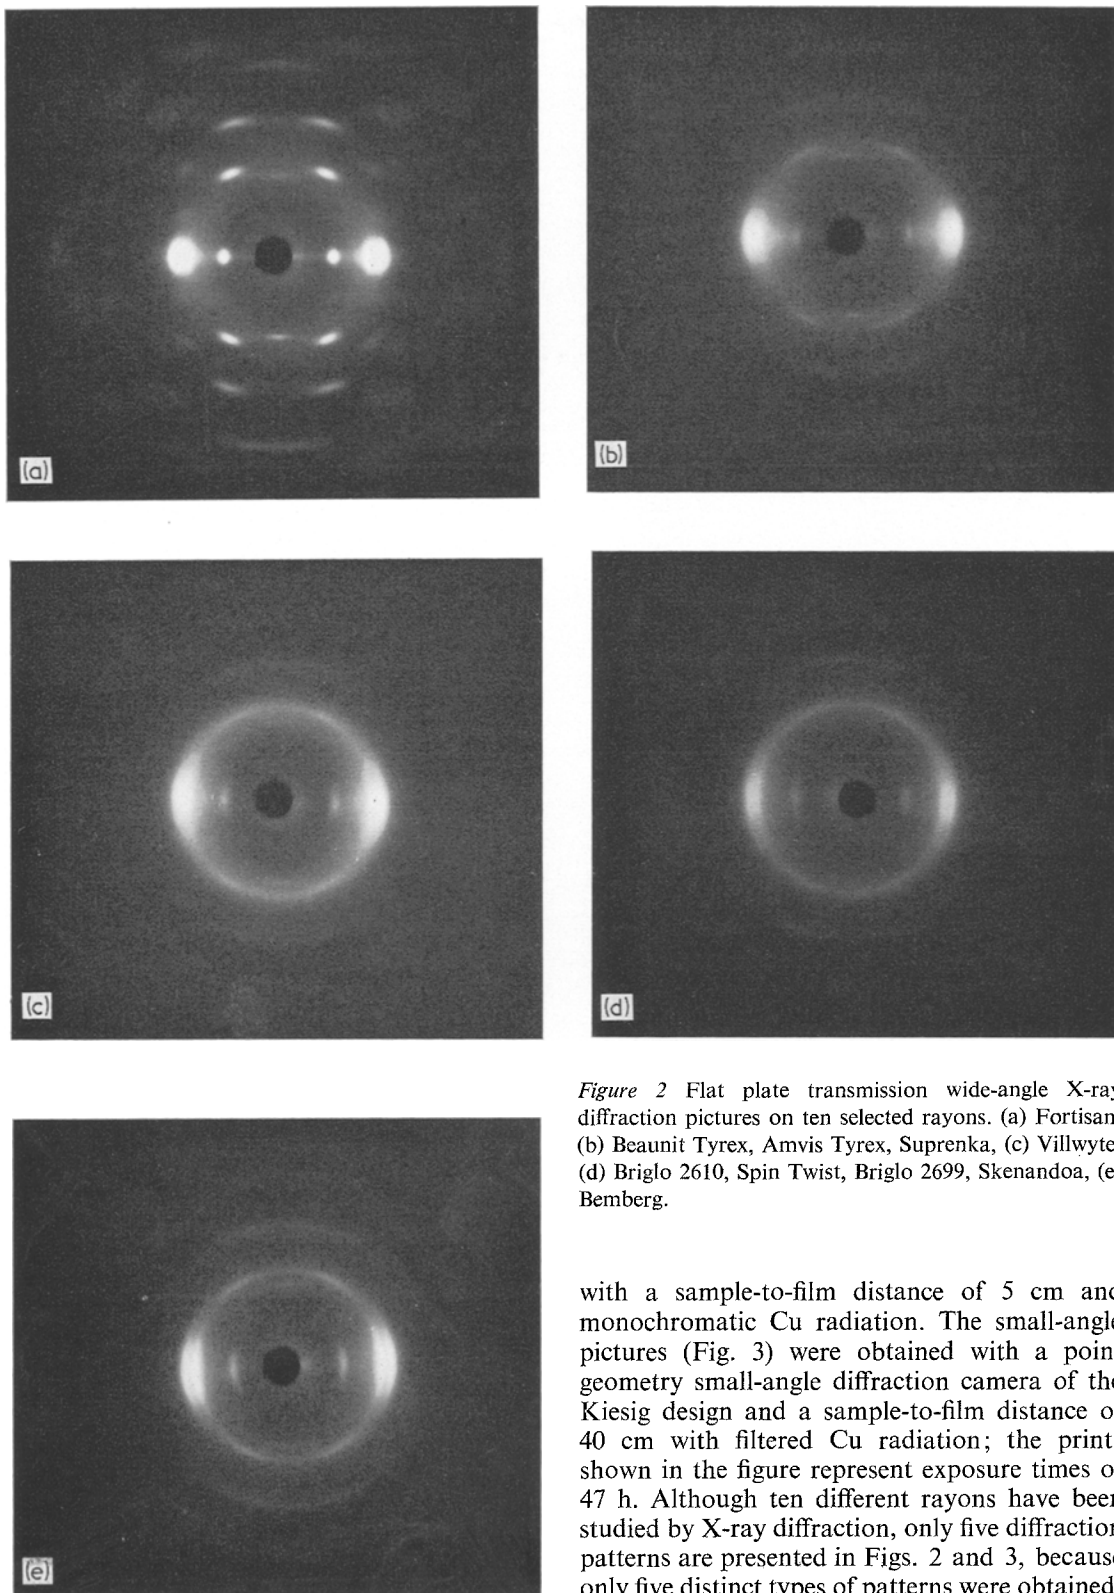 (a)
(b)
(c)
(d)
(e)
Figure 2 Flat plate transmission wide-angle X-ray
diffraction pictures on ten selected rayons. (a) Fortisan
(b) Beaunit Tyrex, Amvis Tyrex, Suprenka, (c) Villwyte
(d) Briglo 2610, Spin Twist, Briglo 2699, Skenandoa, (e
Bemberg.
with a sample-to-film distance of 5 cm and
monochromatic Cu radiation. The small-angle
pictures (Fig. 3) were obtained with a poin
geometry small-angle diffraction camera of the
Kiesig design and a sample-to-film distance o
40 cm with filtered Cu radiation; the print
shown in the figure represent exposure times o
47 h. Although ten different rayons have been
studied by X-ray diffraction, only five diffraction
patterns are presented in Figs. 2 and 3, because
only five distinct types of patterns were obtained